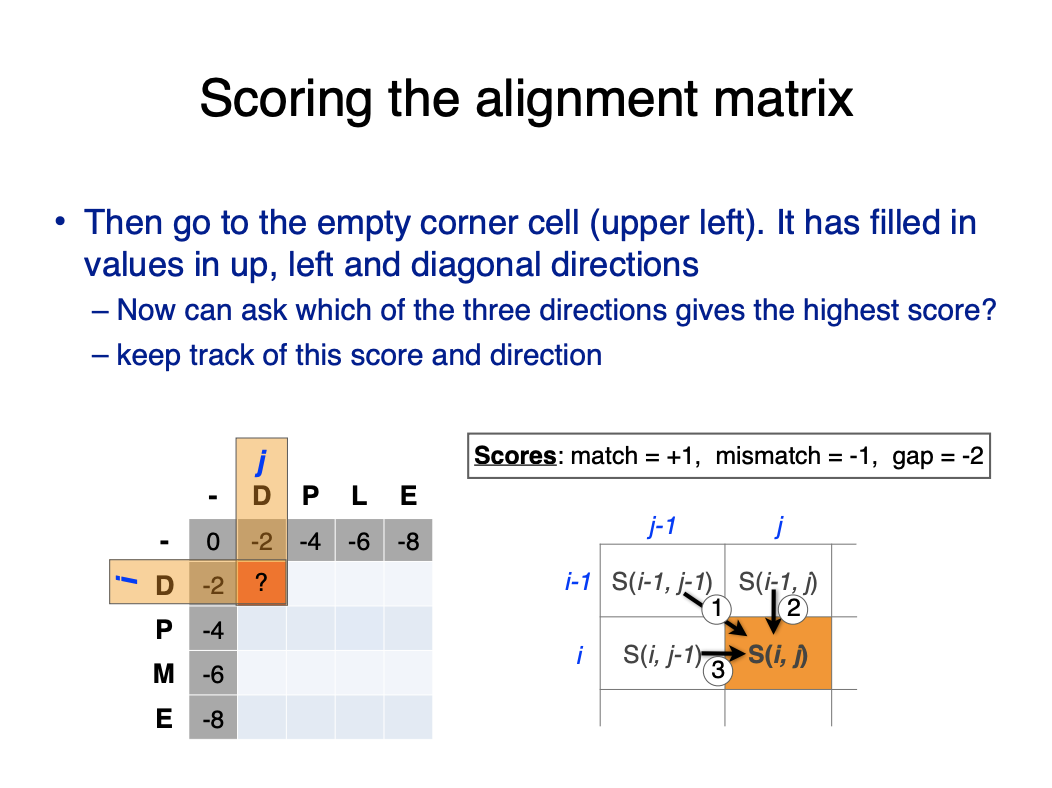 Scoring the alignment matrix
• Then go to the empty corner cell (upper left). It has filled in
values in up, left and diagonal directions
– Now can ask which of the three directions gives the highest score?
– keep track of this score and direction
j
- D P L E
- 0 -2 -4 -6 -8
i D -2 ?
P -4
M -6
E -8
Scores: match = +1, mismatch = -1, gap = -2
j-1 j
i-1 S(i-1, j-1) S(i-1, j)
1 2
i S(i, j-1) S(i, j)
3